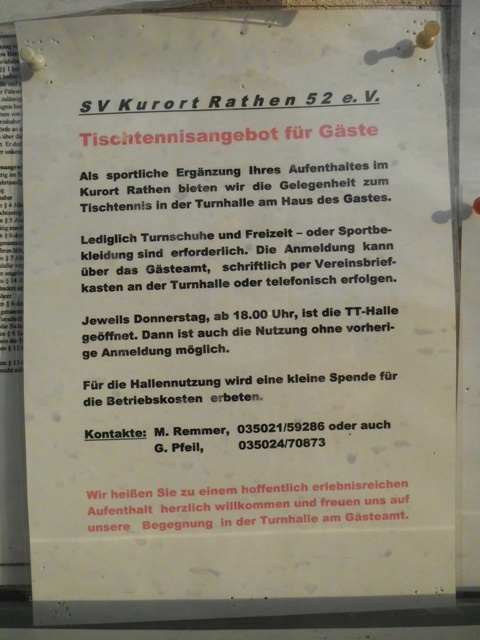 SV Kurort Rathen 52 e. V.
Tischtennisangebot für Gäste
Als sportliche Ergänzung Ihres Aufenthaltes im
Kurort Rathen bieten wir die Gelegenheit zum
Tischtennis in der Turnhalle am Haus des Gastes.
Lediglich Turnschuhe und Freizeit – oder Sportbe-
kleidung sind erforderlich. Die Anmeldung kann
über das Gästeamt, schriftlich per Vereinsbrief-
kasten an der Turnhalle oder telefonisch erfolgen.
Jeweils Donnerstag, ab 18.00 Uhr, ist die TT-Halle
geöffnet. Dann ist auch die Nutzung ohne vorheri-
ge Anmeldung möglich.
Für die Hallennutzung wird eine kleine Spende für
die Betriebskosten erbeten.
Kontakte: M. Remmer, 035021/59286 oder auch
G. Pfeil, 035024/70873
Wir heißen Sie zu einem hoffentlich erlebnisreichen
Aufenthalt herzlich willkommen und freuen uns auf
unsere Begegnung in der Turnhalle am Gästeamt.